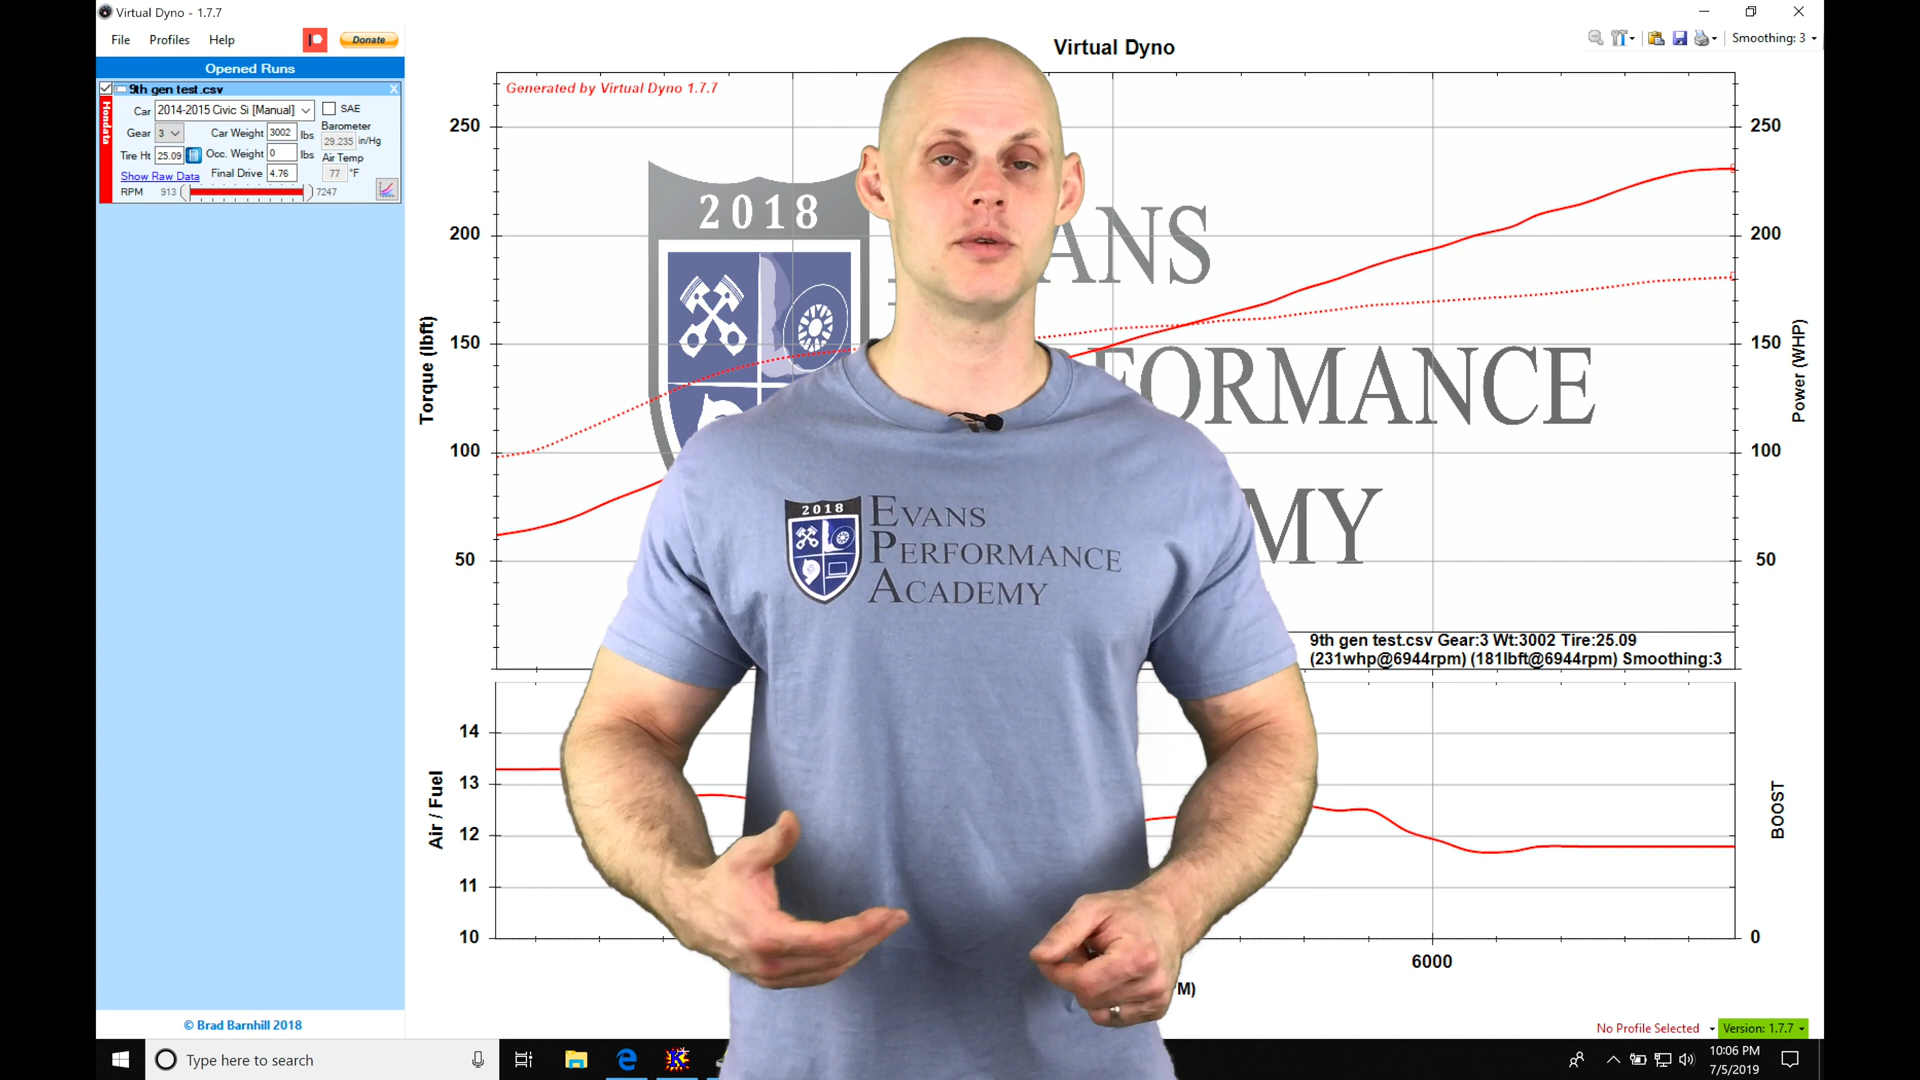 Virtual Dyno - 1.7.7
File Profiles Help
Donate
Smoothing: 3
Opened Runs
9th gen test.csv X
Hondata
Car 2014-2015 Civic Si [Manual] SAE
Gear 3 Car Weight 3002 lbs
Barometer
29.235 in/Hg
Tire Ht 25.09 Occ. Weight 0 lbs
Air Temp
77 °F
Show Raw Data Final Drive 4.76
RPM 913 7247
© Brad Barnhill 2018
Virtual Dyno
Generated by Virtual Dyno 1.7.7
250
200
150
100
50
Torque (lbft)
250
200
150
100
50
Power (WHP)
2018
ANS
FORMANCE
MY
2018
EVANS
PERFORMANCE
ACADEMY
9th gen test.csv Gear:3 Wt:3002 Tire:25.09
(231whp@6944rpm) (181lbft@6944rpm) Smoothing:3
14
13
12
11
10
Air / Fuel
BOOST
0
6000
M)
No Profile Selected
Version: 1.7.7
Type here to search
10:06 PM
7/5/2019